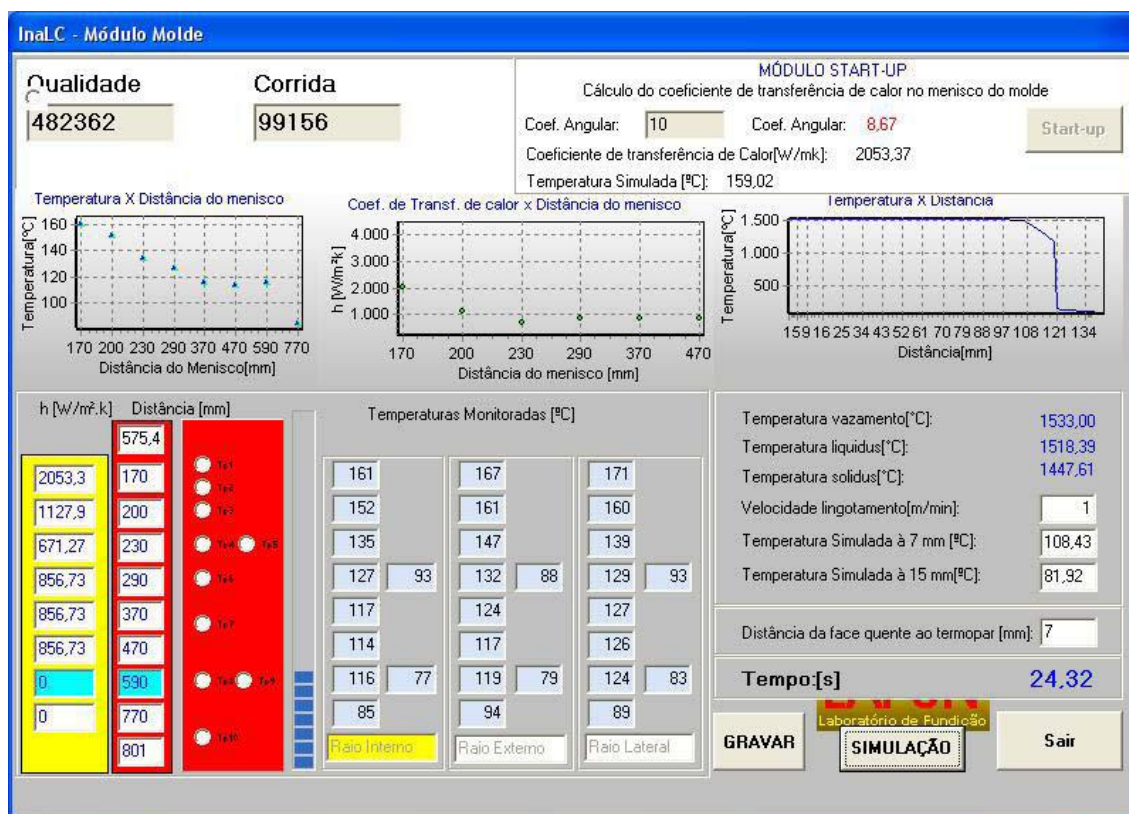 InaLC - Módulo Molde
Qualidade Corrida
482362 99156
MÓDULO START-UP
Cálculo do coeficiente de transferência de calor no menisco do molde
Coef. Angular: 10 Coef. Angular: 8,67 Start-up
Coeficiente de transferência de Calor[W/mk]: 2053,37
Temperatura Simulada [ºC]: 159,02
Temperatura X Distância do menisco
Temperatura[ºC]
160
140
120
100
170 200 230 290 370 470 590 770
Distância do Menisco[mm]
Coef. de Transf. de calor x Distância do menisco
h [W/m²k]
4.000
3.000
2.000
1.000
170 200 230 290 370 470
Distância do menisco [mm]
Temperatura X Distância
Temperatura[ºC]
1.500
1.000
500
159 16 25 34 43 52 61 70 79 88 97 108 121 134
Distância[mm]
h [W/m².k] Distância [mm]
575,4
2053,3 170 Tp1
Tp2
1127,9 200 Tp3
671,27 230 Tp4 Tp5
856,73 290 Tp6
856,73 370 Tp7
856,73 470
0 590 Tp8 Tp9
0 770
801 Tp10
Temperaturas Monitoradas [ºC]
161 167 171
152 161 160
135 147 139
127 93 132 88 129 93
117 124 127
114 117 126
116 77 119 79 124 83
85 94 89
Raio Interno Raio Externo Raio Lateral
Temperatura vazamento[°C]: 1533,00
Temperatura liquidus[°C]: 1518,39
Temperatura solidus[°C]: 1447,61
Velocidade lingotamento[m/min]: 1
Temperatura Simulada à 7 mm [ºC]: 108,43
Temperatura Simulada à 15 mm[ºC]: 81,92
Distância da face quente ao termopar [mm]: 7
Tempo:[s] 24,32
Laboratório de Fundição
GRAVAR SIMULAÇÃO Sair